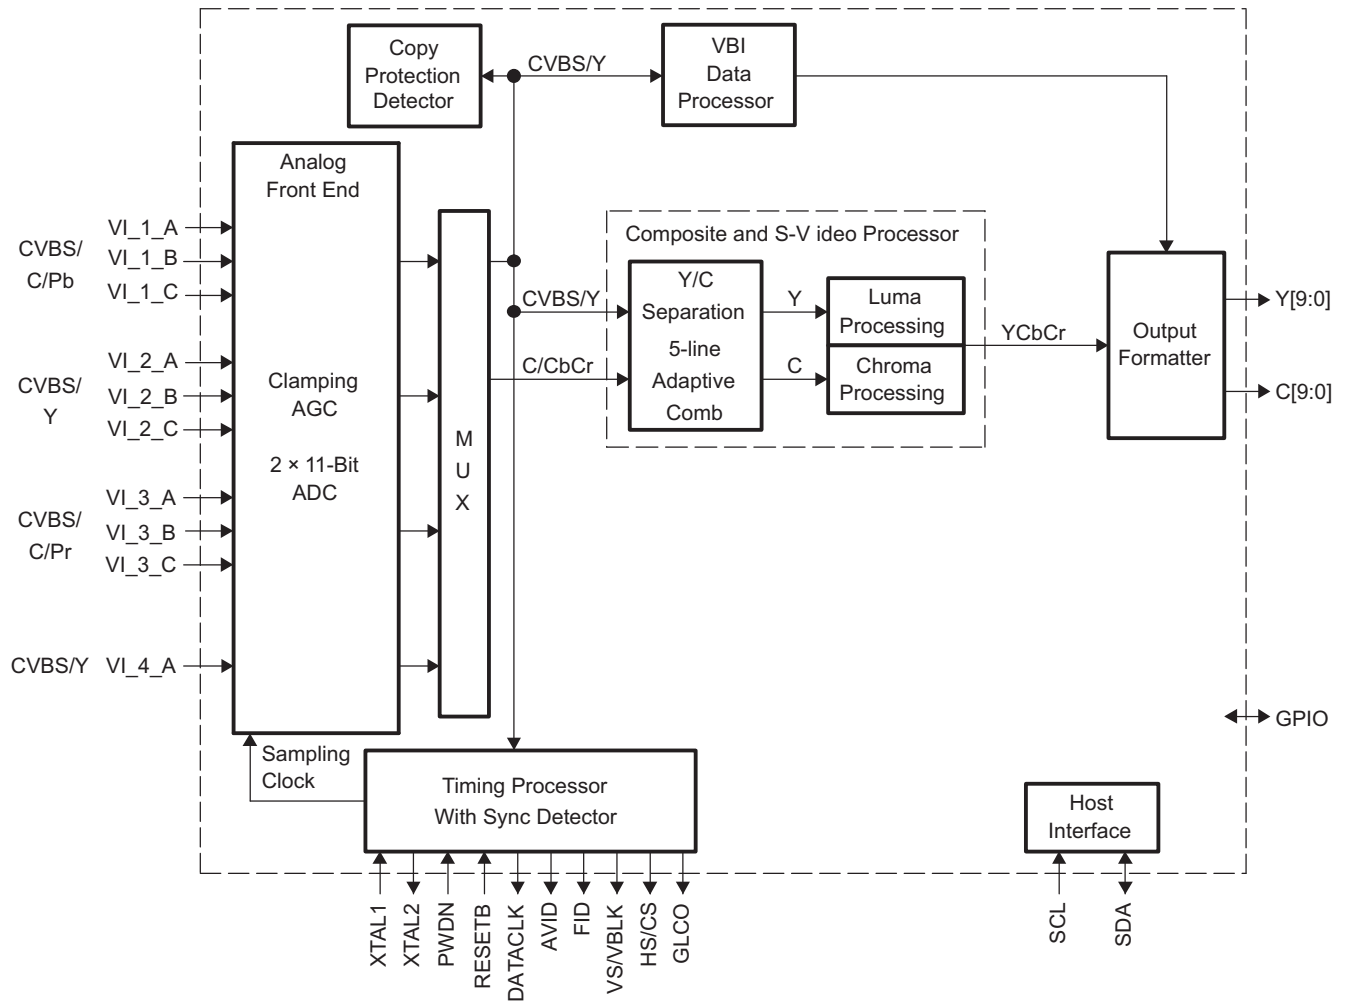 Copy
Protection
Detector
CVBS/Y
VBI
Data
Processor
Analog
Front End
Clamping
AGC
2 × 11-Bit
ADC
CVBS/
C/Pb
VI_1_A
VI_1_B
VI_1_C
CVBS/
Y
VI_2_A
VI_2_B
VI_2_C
CVBS/
C/Pr
VI_3_A
VI_3_B
VI_3_C
CVBS/Y
VI_4_A
M
U
X
CVBS/Y
C/CbCr
Composite and S-V ideo Processor
Y/C
Separation
5-line
Adaptive
Comb
Y
C
Luma
Processing
Chroma
Processing
YCbCr
Output
Formatter
Y[9:0]
C[9:0]
GPIO
Sampling
Clock
Timing Processor
With Sync Detector
Host
Interface
XTAL1
XTAL2
PWDN
RESETB
DATACLK
AVID
FID
VS/VBLK
HS/CS
GLCO
SCL
SDA